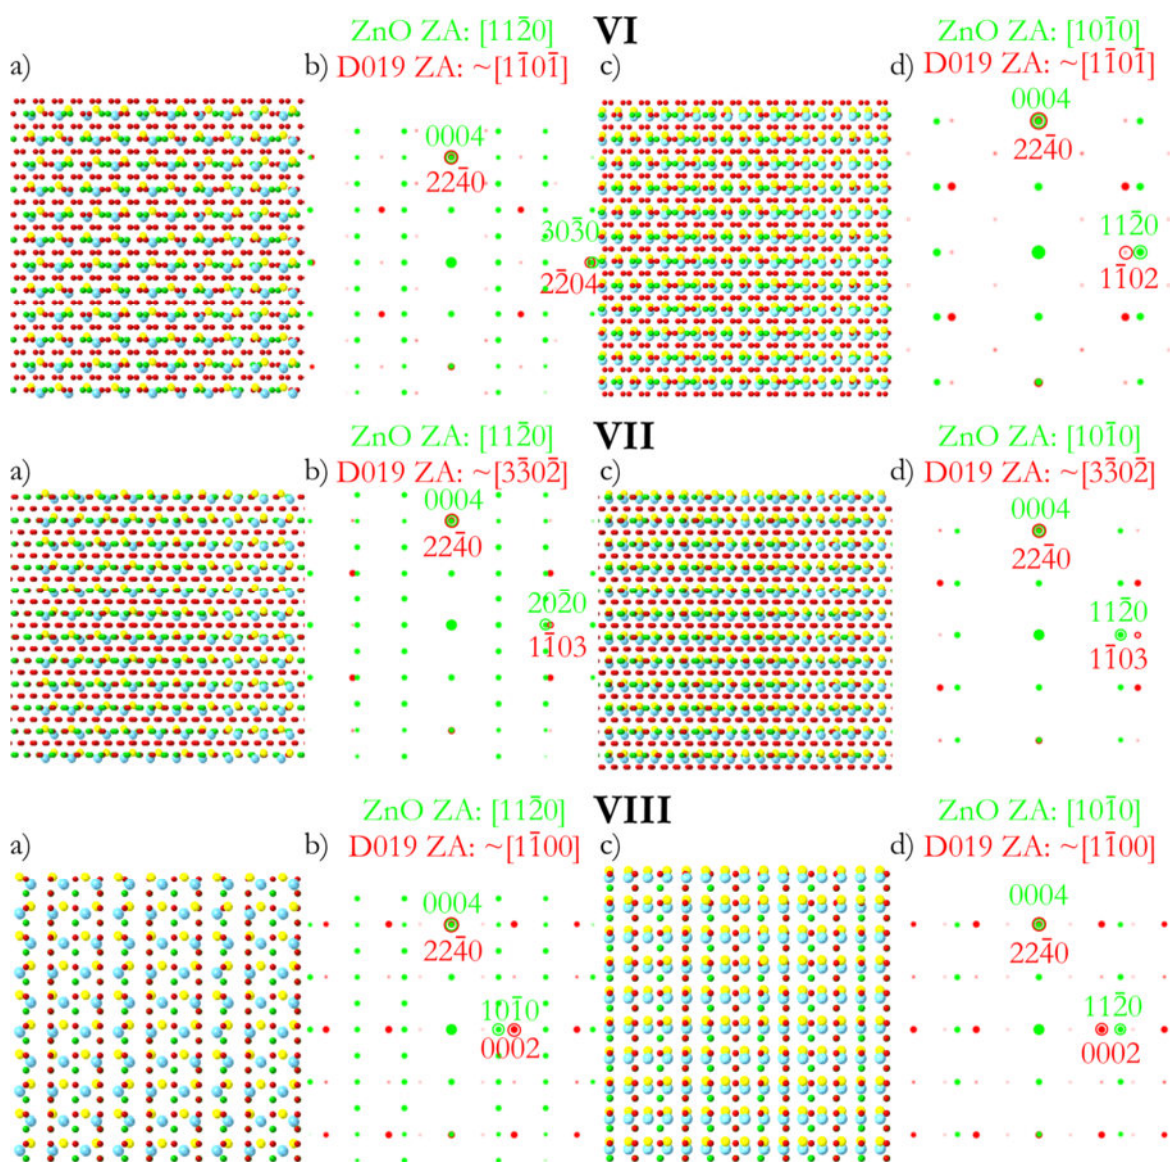 VI
ZnO ZA: [112̄0]
ZnO ZA: [101̄0]
a)
b) D019 ZA: ~[11̄01̄]
c)
d) D019 ZA: ~[11̄01̄]
0004
224̄0
303̄0
22̄04
0004
224̄0
112̄0
11̄02
VII
ZnO ZA: [112̄0]
ZnO ZA: [101̄0]
a)
b) D019 ZA: ~[33̄02̄]
c)
d) D019 ZA: ~[33̄02̄]
0004
224̄0
202̄0
11̄03
0004
224̄0
112̄0
11̄03
VIII
ZnO ZA: [112̄0]
ZnO ZA: [101̄0]
a)
b) D019 ZA: ~[11̄00]
c)
d) D019 ZA: ~[11̄00]
0004
224̄0
101̄0
0002
0004
224̄0
112̄0
0002